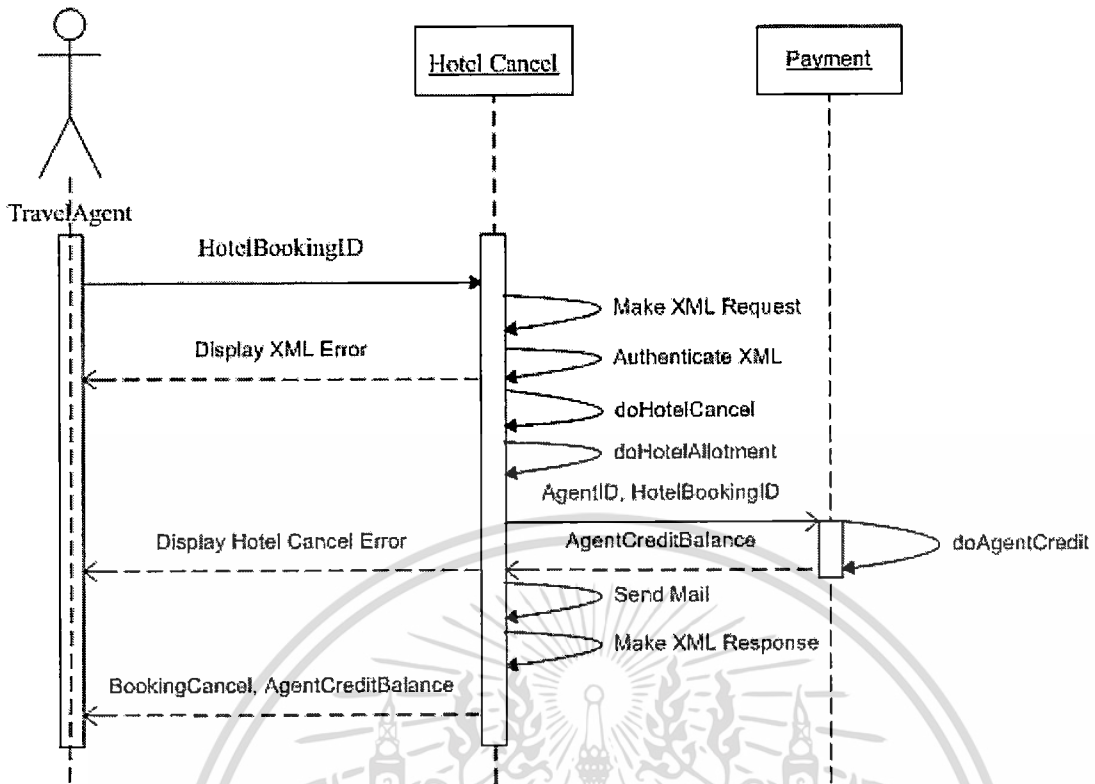 Hotel Cancel
Payment
TravelAgent
HotelBookingID
Make XML Request
Display XML Error
Authenticate XML
doHotelCancel
doHotelAllotment
AgentID, HotelBookingID
Display Hotel Cancel Error
AgentCreditBalance
doAgentCredit
Send Mail
Make XML Response
BookingCancel, AgentCreditBalance